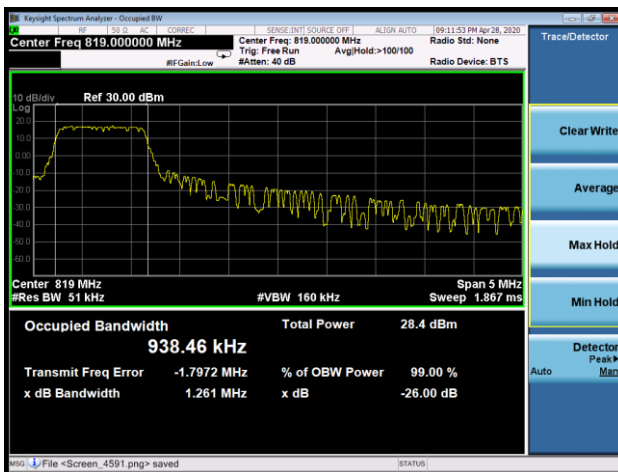 Keysight Spectrum Analyzer - Occupied BW
RF 50 Ω AC CORREC SENSE:INT SOURCE OFF ALIGN AUTO 09:11:53 PM Apr 28, 2020
Center Freq 819.000000 MHz Center Freq: 819.000000 MHz Radio Std: None Trace/Detector
Trig: Free Run Avg|Hold:>100/100
#IFGain:Low #Atten: 40 dB Radio Device: BTS
10 dB/div Ref 30.00 dBm
Log
20.0
10.0
0.00
-10.0
-20.0
-30.0
-40.0
-50.0
-60.0
Clear Write
Average
Max Hold
Min Hold
Center 819 MHz Span 5 MHz
#Res BW 51 kHz #VBW 160 kHz Sweep 1.867 ms
Occupied Bandwidth Total Power 28.4 dBm
938.46 kHz
Transmit Freq Error -1.7972 MHz % of OBW Power 99.00 %
x dB Bandwidth 1.261 MHz x dB -26.00 dB
Detector
Peak▶
Auto Man
MSG File <Screen_4591.png> saved STATUS